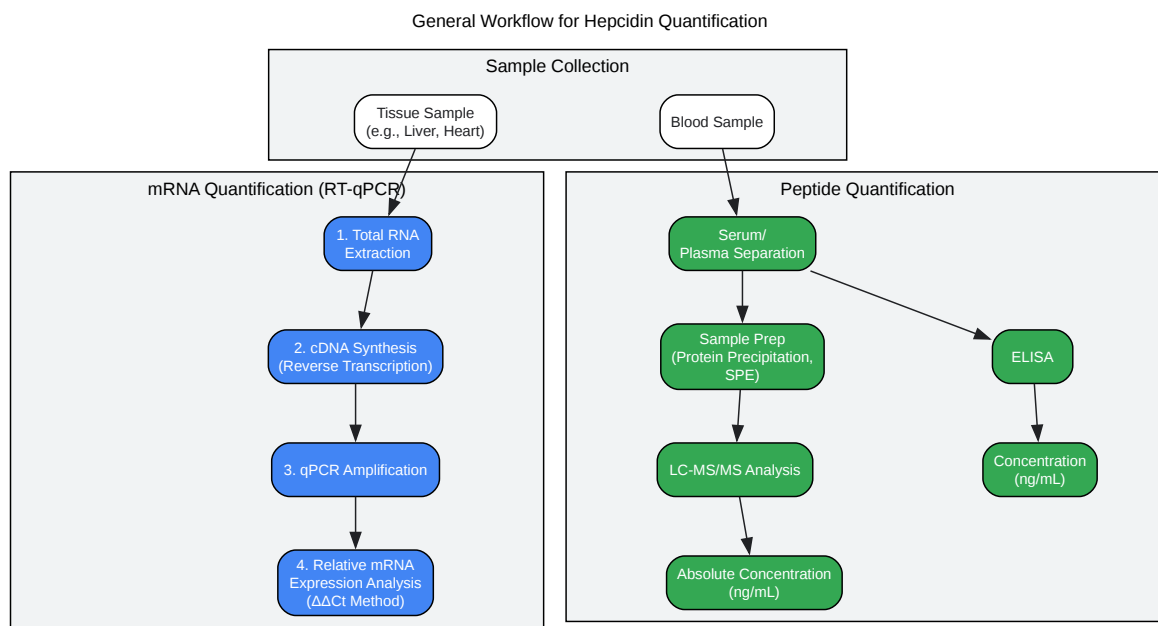 General Workflow for Hepcidin Quantification
Sample Collection
Tissue Sample
(e.g., Liver, Heart)
Blood Sample
mRNA Quantification (RT-qPCR)
1. Total RNA
Extraction
2. cDNA Synthesis
(Reverse Transcription)
3. qPCR Amplification
4. Relative mRNA
Expression Analysis
(ΔΔCt Method)
Peptide Quantification
Serum/
Plasma Separation
Sample Prep
(Protein Precipitation,
SPE)
LC-MS/MS Analysis
Absolute Concentration
(ng/mL)
ELISA
Concentration
(ng/mL)